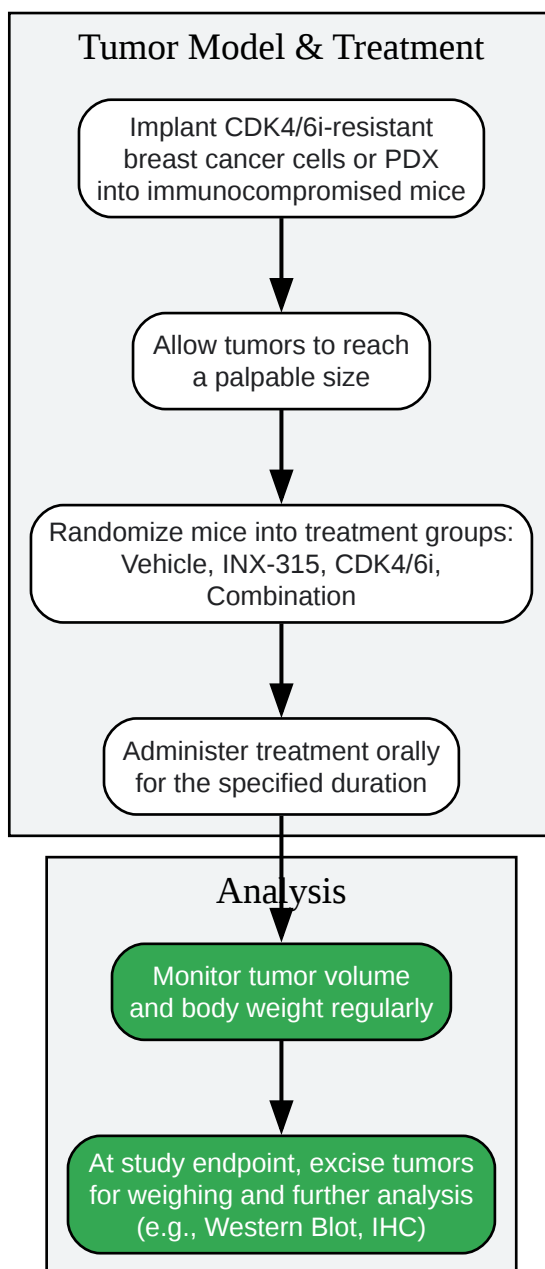 Tumor Model & Treatment
Implant CDK4/6i-resistant
breast cancer cells or PDX
into immunocompromised mice
Allow tumors to reach
a palpable size
Randomize mice into treatment groups:
Vehicle, INX-315, CDK4/6i,
Combination
Administer treatment orally
for the specified duration
Analysis
Monitor tumor volume
and body weight regularly
At study endpoint, excise tumors
for weighing and further analysis
(e.g., Western Blot, IHC)